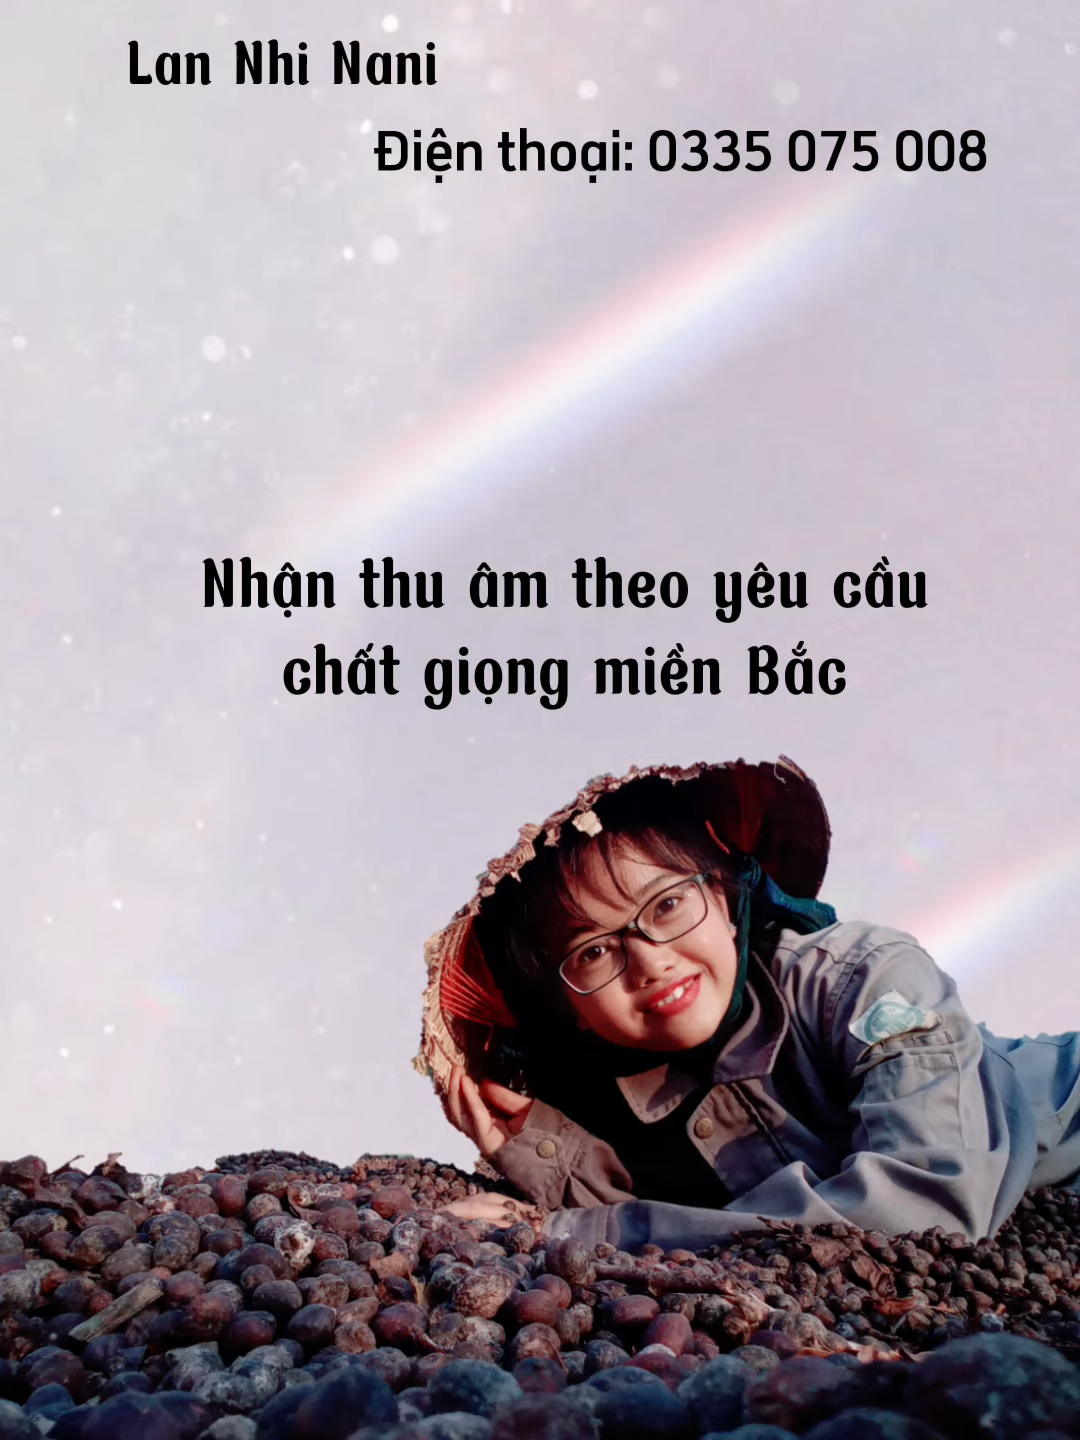 Lan Nhi Nani
Điện thoại: 0335 075 008
Nhận thu âm theo yêu cầu
chất giọng miền Bắc